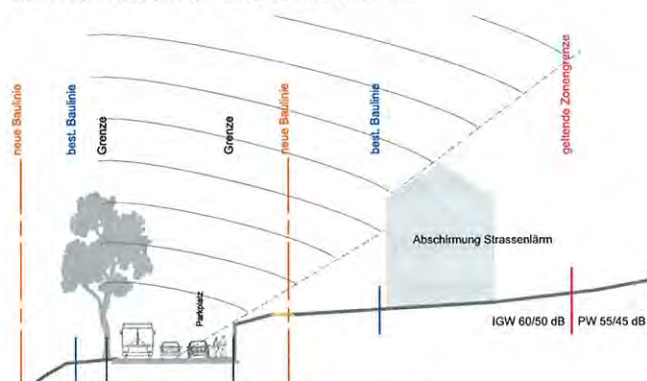 neue Baulinie
best. Baulinie
Grenze
Grenze
neue Baulinie
best. Baulinie
geltende Zonengrenze
Abschirmung Strassenlärm
Parkplatz
IGW 60/50 dB
PW 55/45 dB